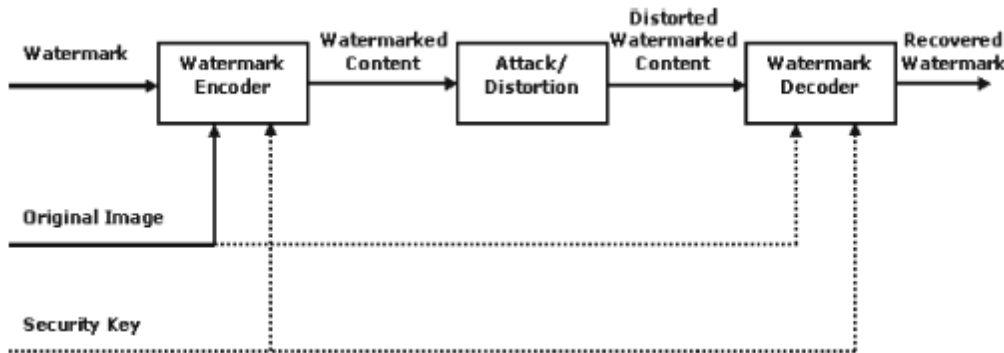 Watermark
Watermark
Encoder
Watermarked
Content
Attack/
Distortion
Distorted
Watermarked
Content
Watermark
Decoder
Recovered
Watermark
Original Image
Security Key